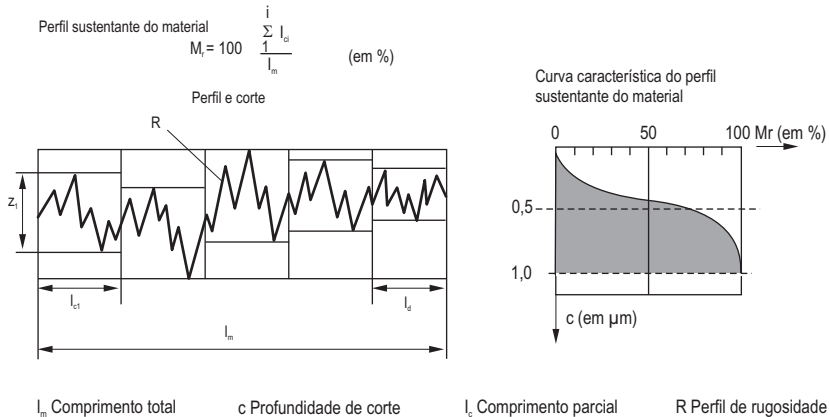 Perfil sustentante do material
i
Σ l_ci
M_r = 100
1
l_m
(em %)
Perfil e corte
R
z_1
l_c1
l_d
l_m
Curva característica do perfil
sustentante do material
0 50 100 Mr (em %)
0,5
1,0
c (em µm)
l_m Comprimento total c Profundidade de corte l_c Comprimento parcial R Perfil de rugosidade